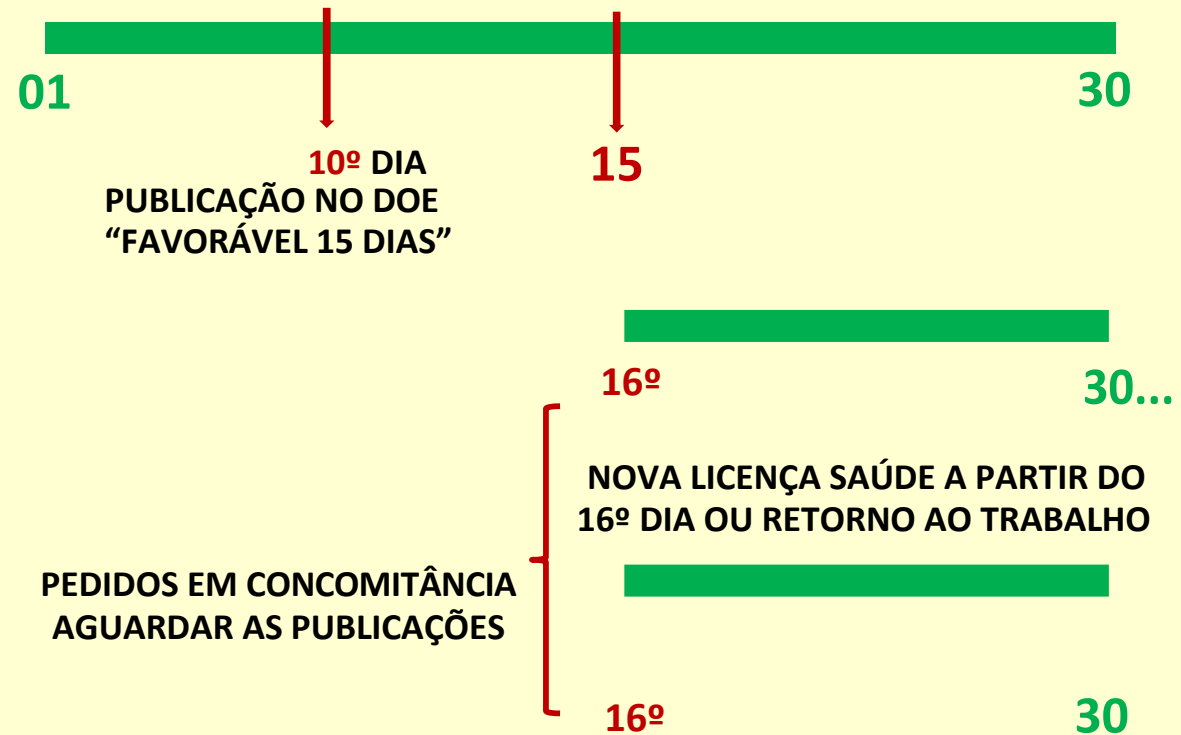 01
30
10º DIA
15
PUBLICAÇÃO NO DOE
“FAVORÁVEL 15 DIAS”
16º
30...
NOVA LICENÇA SAÚDE A PARTIR DO
16º DIA OU RETORNO AO TRABALHO
PEDIDOS EM CONCOMITÂNCIA
AGUARDAR AS PUBLICAÇÕES
16º
30